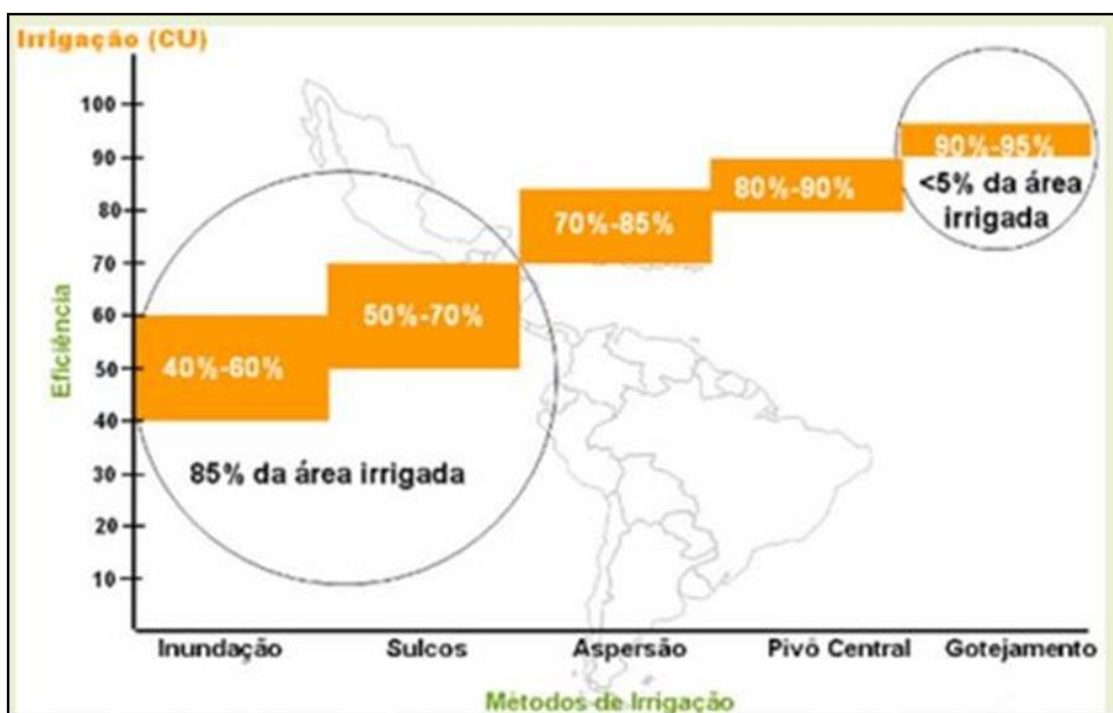 Irrigação (CU)
100
90
80
70
60
50
40
30
20
10
Eficiência
40%-60%
50%-70%
70%-85%
80%-90%
90%-95%
<5% da área
irrigada
85% da área irrigada
Inundação
Sulcos
Aspersão
Pivô Central
Gotejamento
Métodos de Irrigação